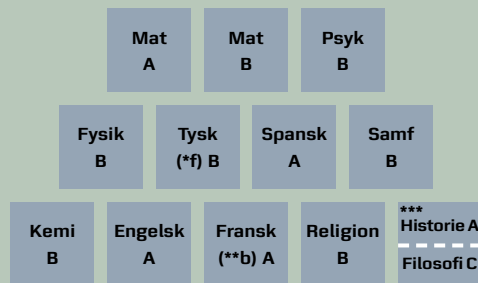 Mat
A
Mat
B
Psyk
B
Fysik
B
Tysk
(*f) B
Spansk
A
Samf
B
Kemi
B
Engelsk
A
Fransk
(**b) A
Religion
B
***
Historie A
Filosofi C